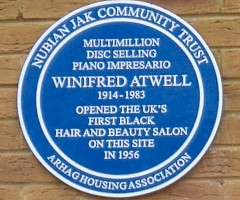 NUBIAN JAK COMMUNITY TRUST
MULTIMILLION
DISC SELLING
PIANO IMPRESARIO
WINIFRED ATWELL
1914-1983
OPENED THE UK'S
FIRST BLACK
HAIR AND BEAUTY SALON
ON THIS SITE
IN 1956
ARHAG HOUSING ASSOCIATION